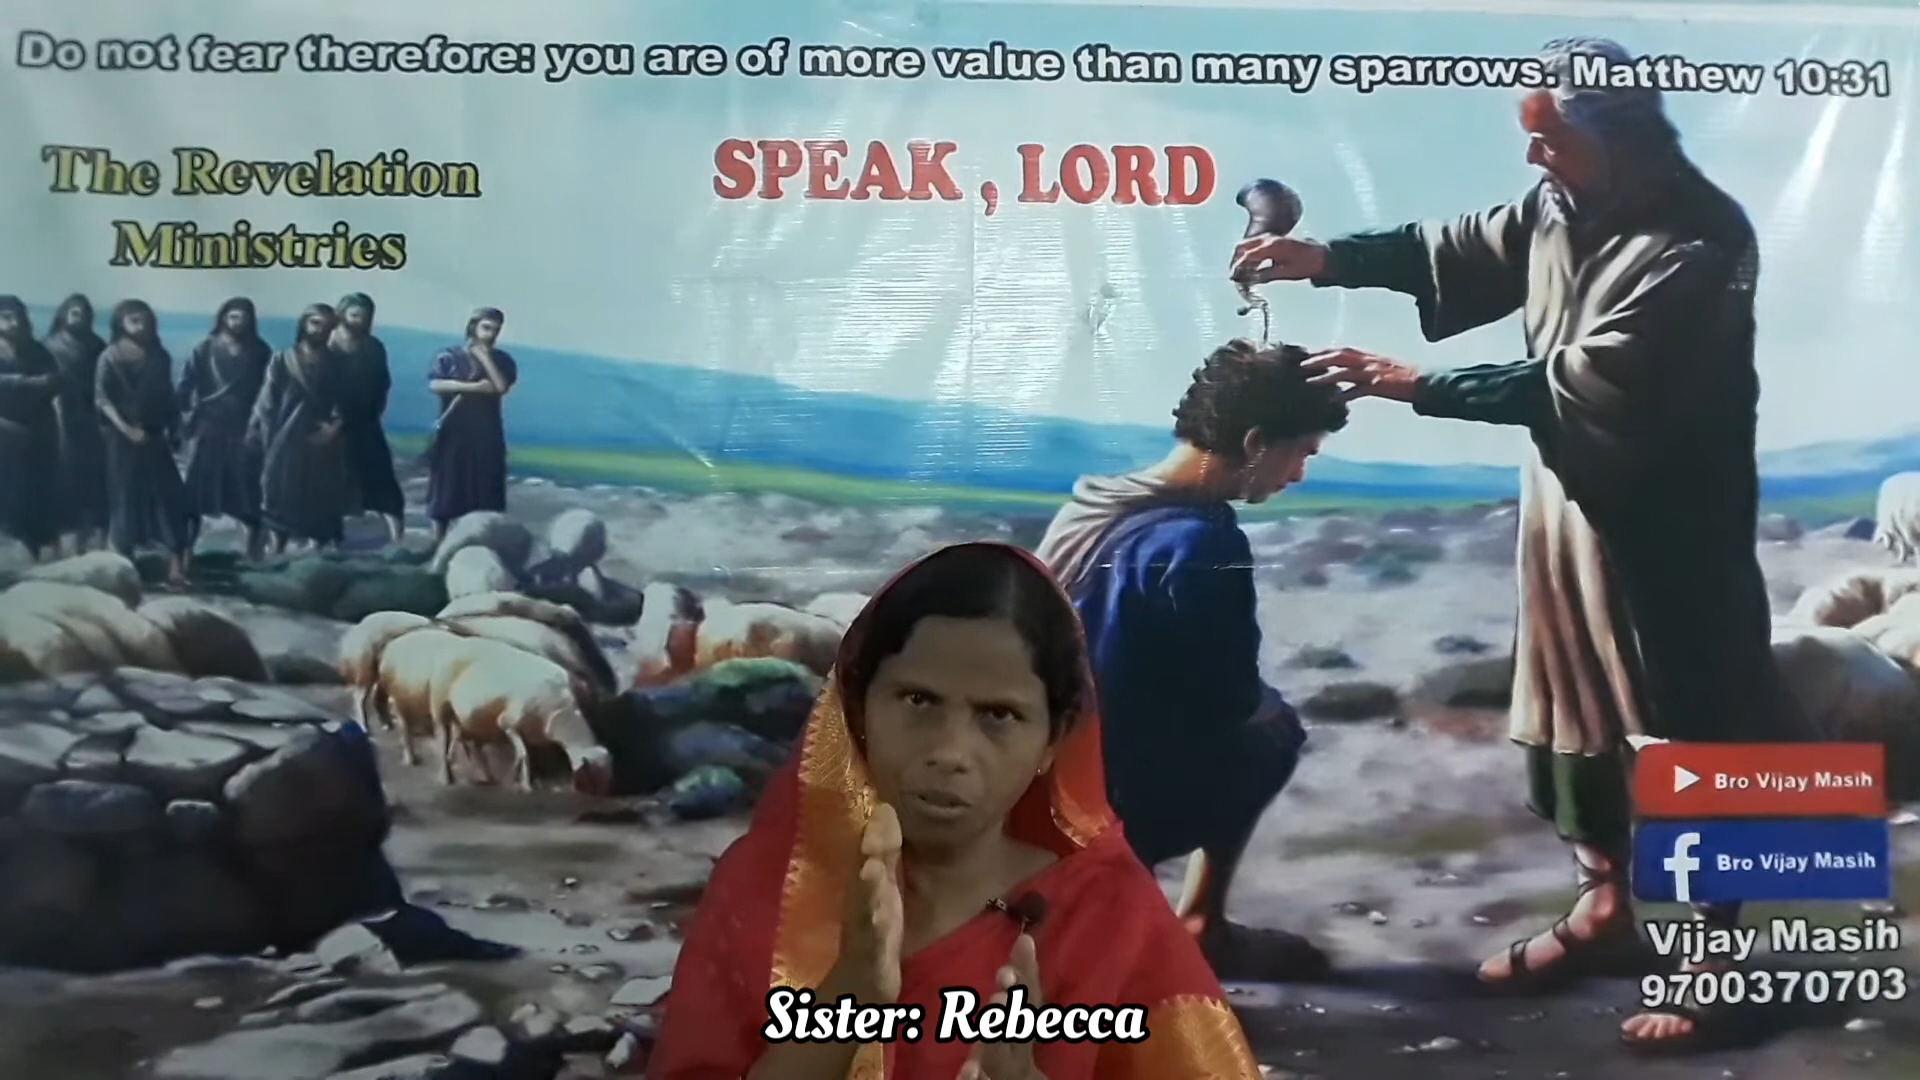 Do not fear therefore: you are of more value than many sparrows. Matthew 10:31
The Revelation
Ministries
SPEAK , LORD
Bro Vijay Masih
f Bro Vijay Masih
Vijay Masih
9700370703
Sister: Rebecca